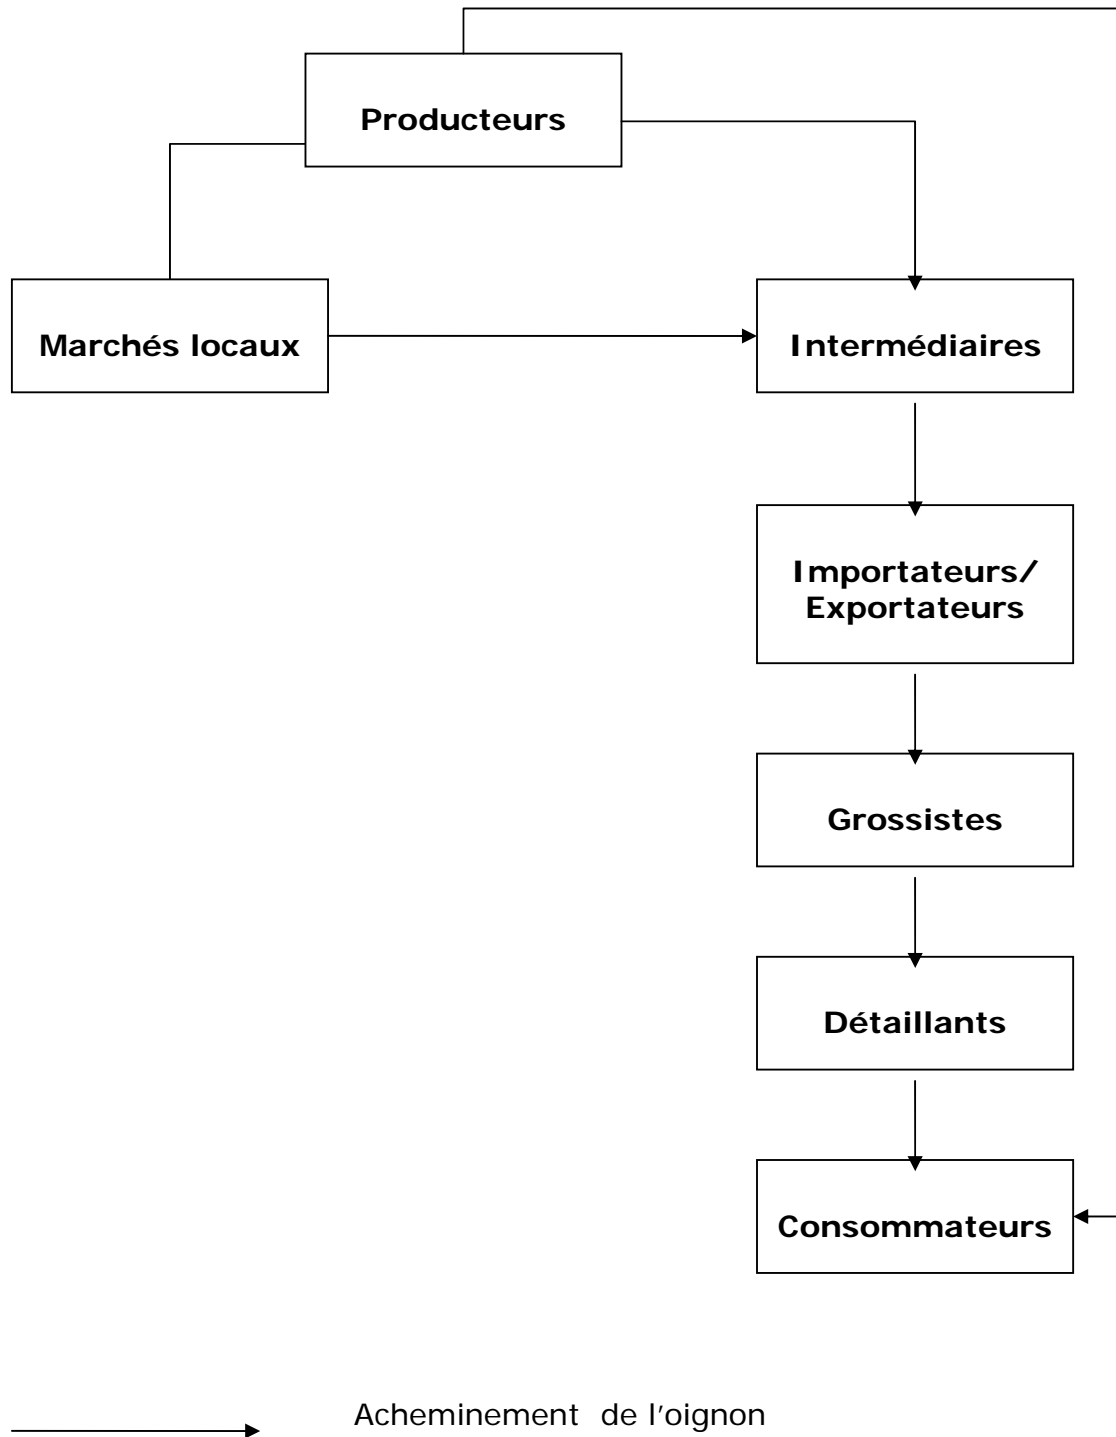 Producteurs
Marchés locaux
Intermédiaires
Importateurs/
Exportateurs
Grossistes
Détaillants
Consommateurs
Acheminement de l'oignon